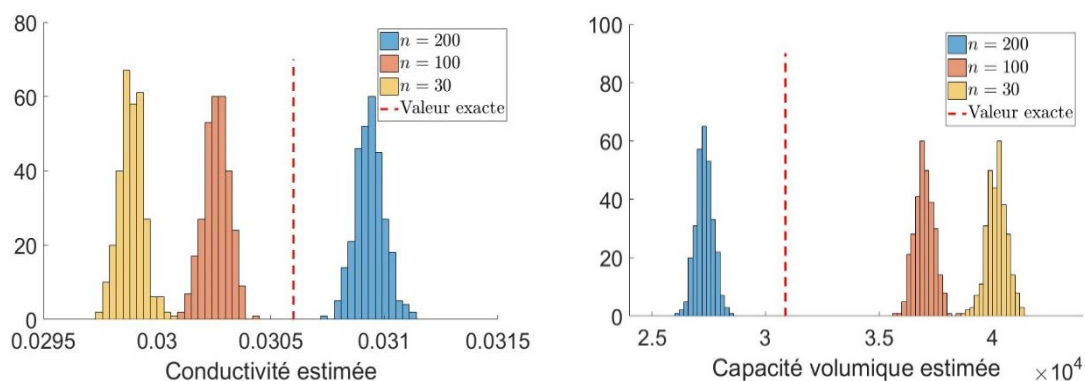 80
60
40
20
0
0.0295
0.03
0.0305
0.031
0.0315
Conductivité estimée
n = 200
n = 100
n = 30
Valeur exacte
100
80
60
40
20
0
2.5
3
3.5
4
×10⁴
Capacité volumique estimée
n = 200
n = 100
n = 30
Valeur exacte